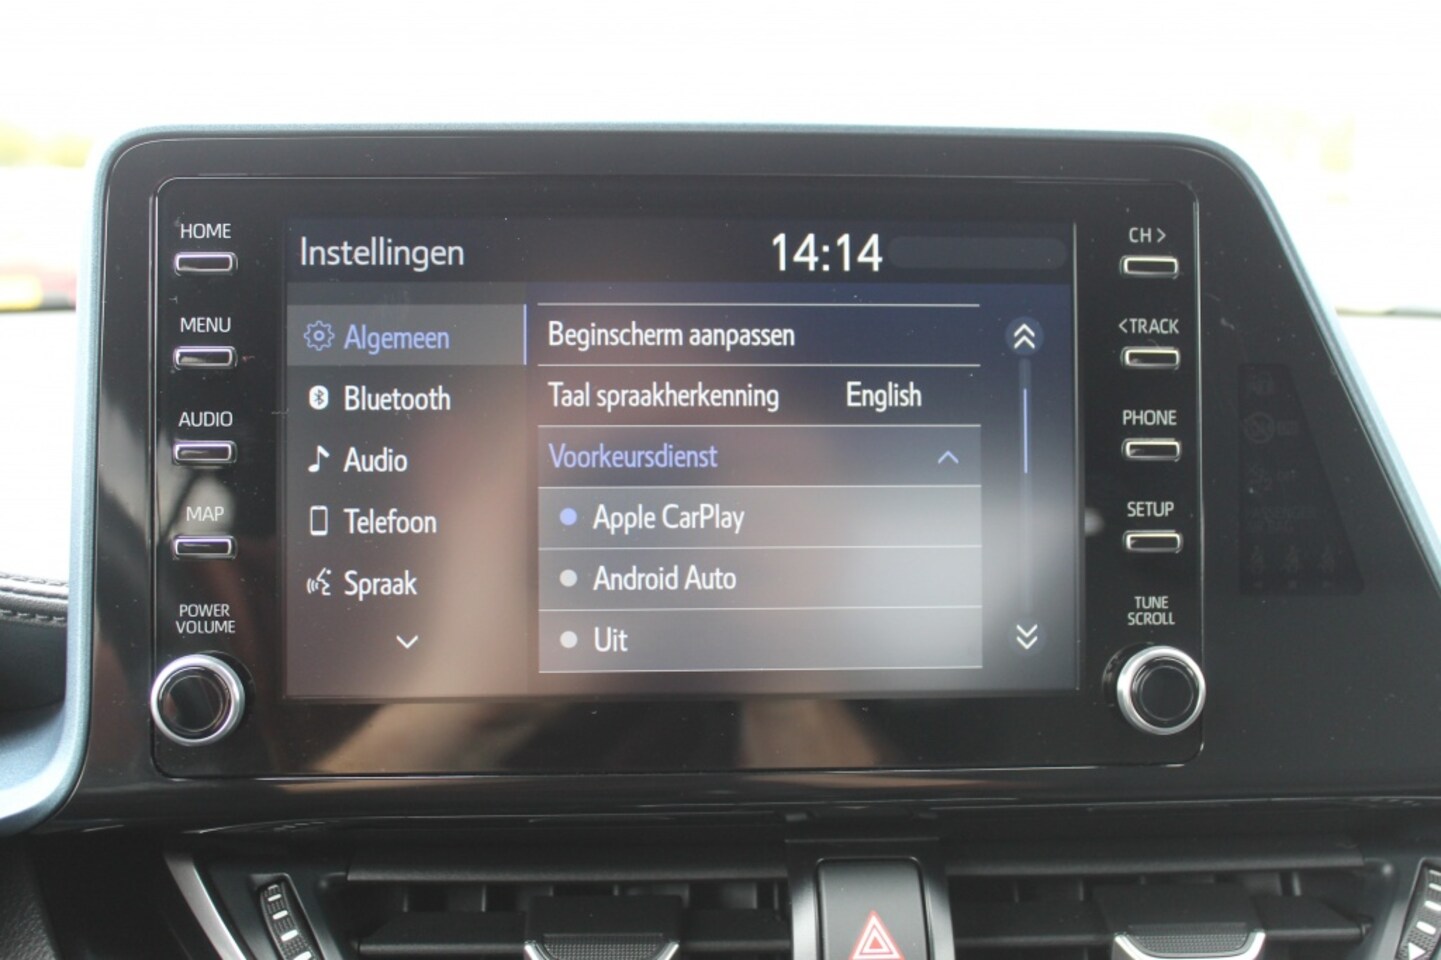 HOME
MENU
AUDIO
MAP
POWER
VOLUME
Instellingen
14:14
Algemeen
Bluetooth
Audio
Telefoon
Spraak
Beginscherm aanpassen
Taal spraakherkenning English
Voorkeursdienst
Apple CarPlay
Android Auto
Uit
CH >
<TRACK
PHONE
SETUP
TUNE
SCROLL